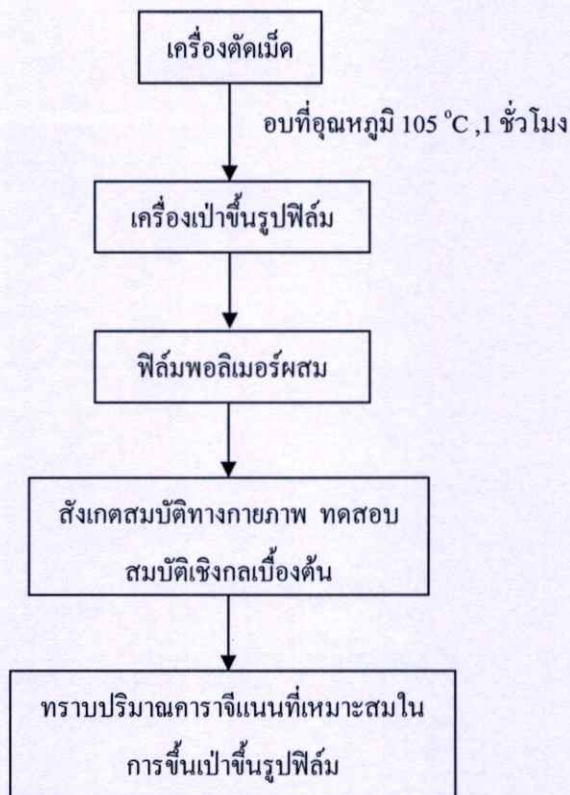 เครื่องตัดเม็ด
อบที่อุณหภูมิ 105 °C ,1 ชั่วโมง
เครื่องเป่าขึ้นรูปฟิล์ม
ฟิล์มพอลิเมอร์ผสม
สังเกตสมบัติทางกายภาพ ทดสอบ
สมบัติเชิงกลเบื้องต้น
ทราบปริมาณคาราจีแนนที่เหมาะสมใน
การขึ้นเป่าขึ้นรูปฟิล์ม